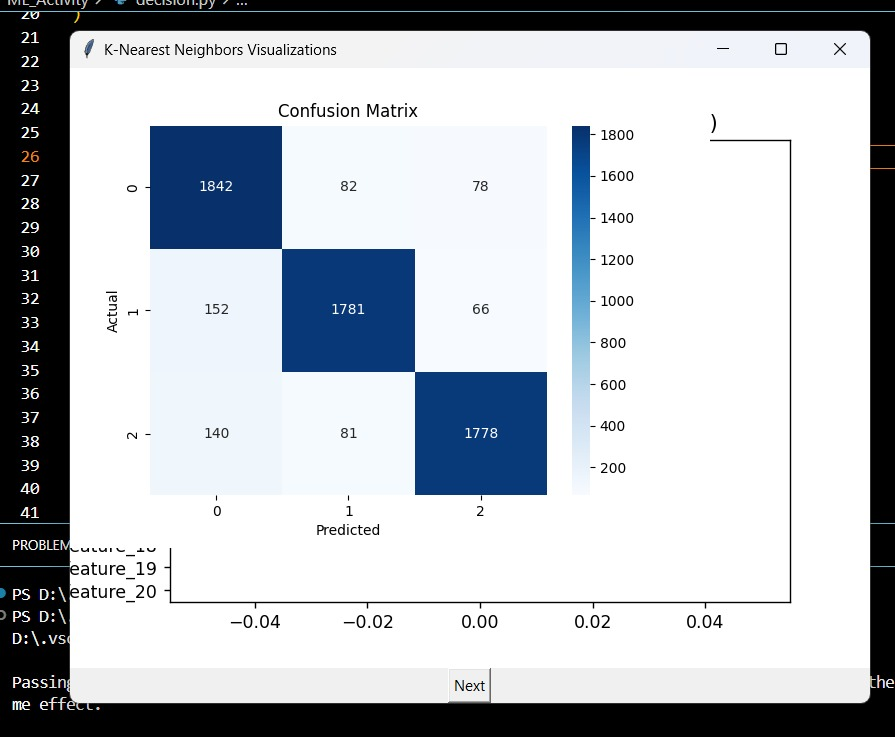 ML_Activity > decision.py > ...
20 )
21
K-Nearest Neighbors Visualizations
22
23
24
25
26
27
28
29
30
31
32
33
34
35
36
37
38
39
40
41
Confusion Matrix
)
1842 82 78
152 1781 66
140 81 1778
0
1
2
Actual
0 1 2
Predicted
1800
1600
1400
1200
1000
800
600
400
200
PROBLEM
eature_18
eature_19
eature_20
−0.04 −0.02 0.00 0.02 0.04
PS D:\
PS D:\
D:\.vsc
Passing the
me effect.
Next